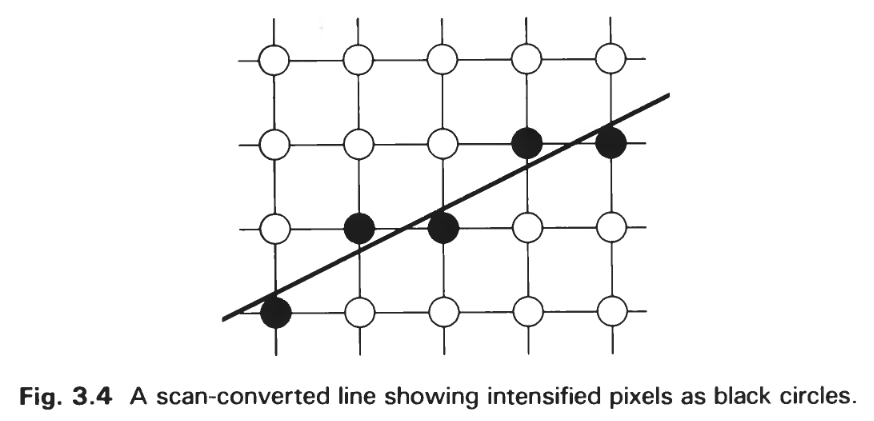 Fig. 3.4 A scan-converted line showing intensified pixels as black circles.